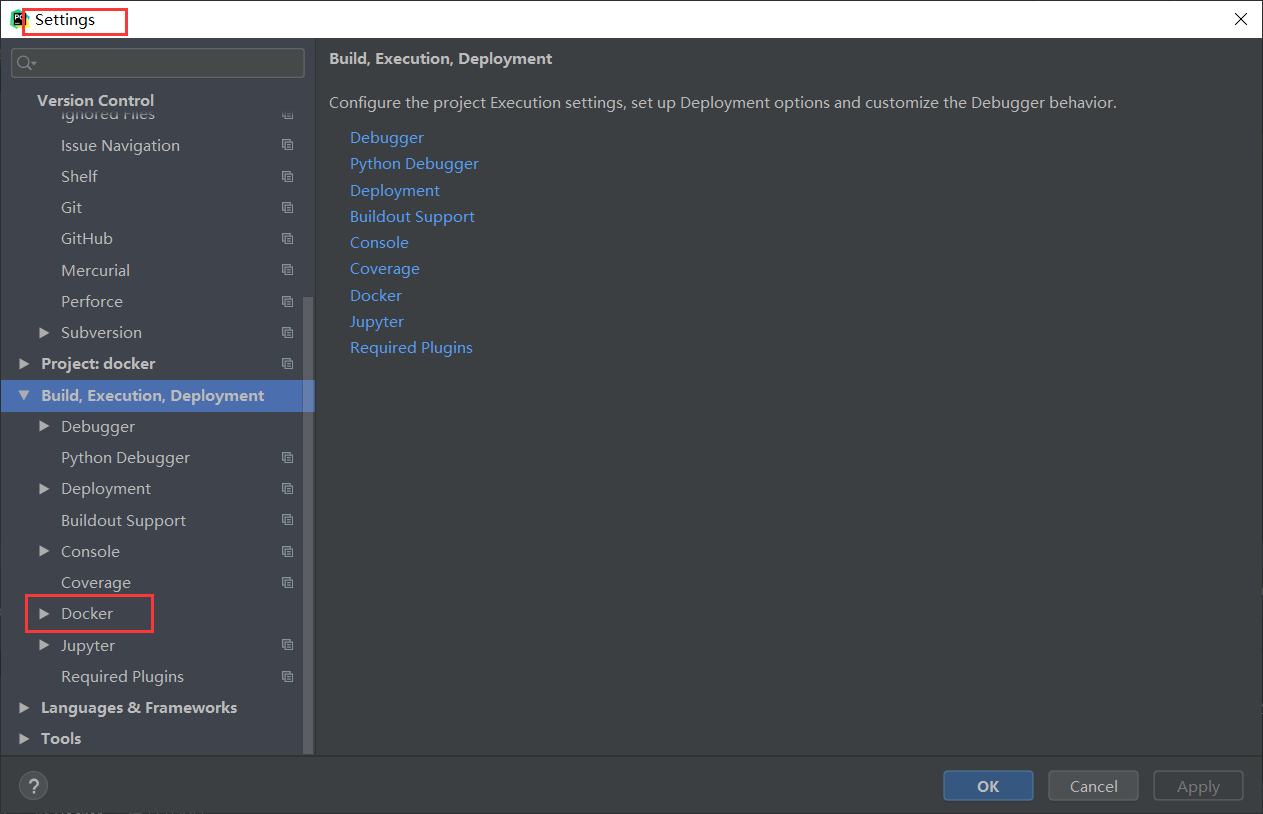 PC
Settings
Version Control
Ignored Files
Issue Navigation
Shelf
Git
GitHub
Mercurial
Perforce
Subversion
Project: docker
Build, Execution, Deployment
Debugger
Python Debugger
Deployment
Buildout Support
Console
Coverage
Docker
Jupyter
Required Plugins
Languages & Frameworks
Tools
Build, Execution, Deployment
Configure the project Execution settings, set up Deployment options and customize the Debugger behavior.
Debugger
Python Debugger
Deployment
Buildout Support
Console
Coverage
Docker
Jupyter
Required Plugins
?
OK
Cancel
Apply